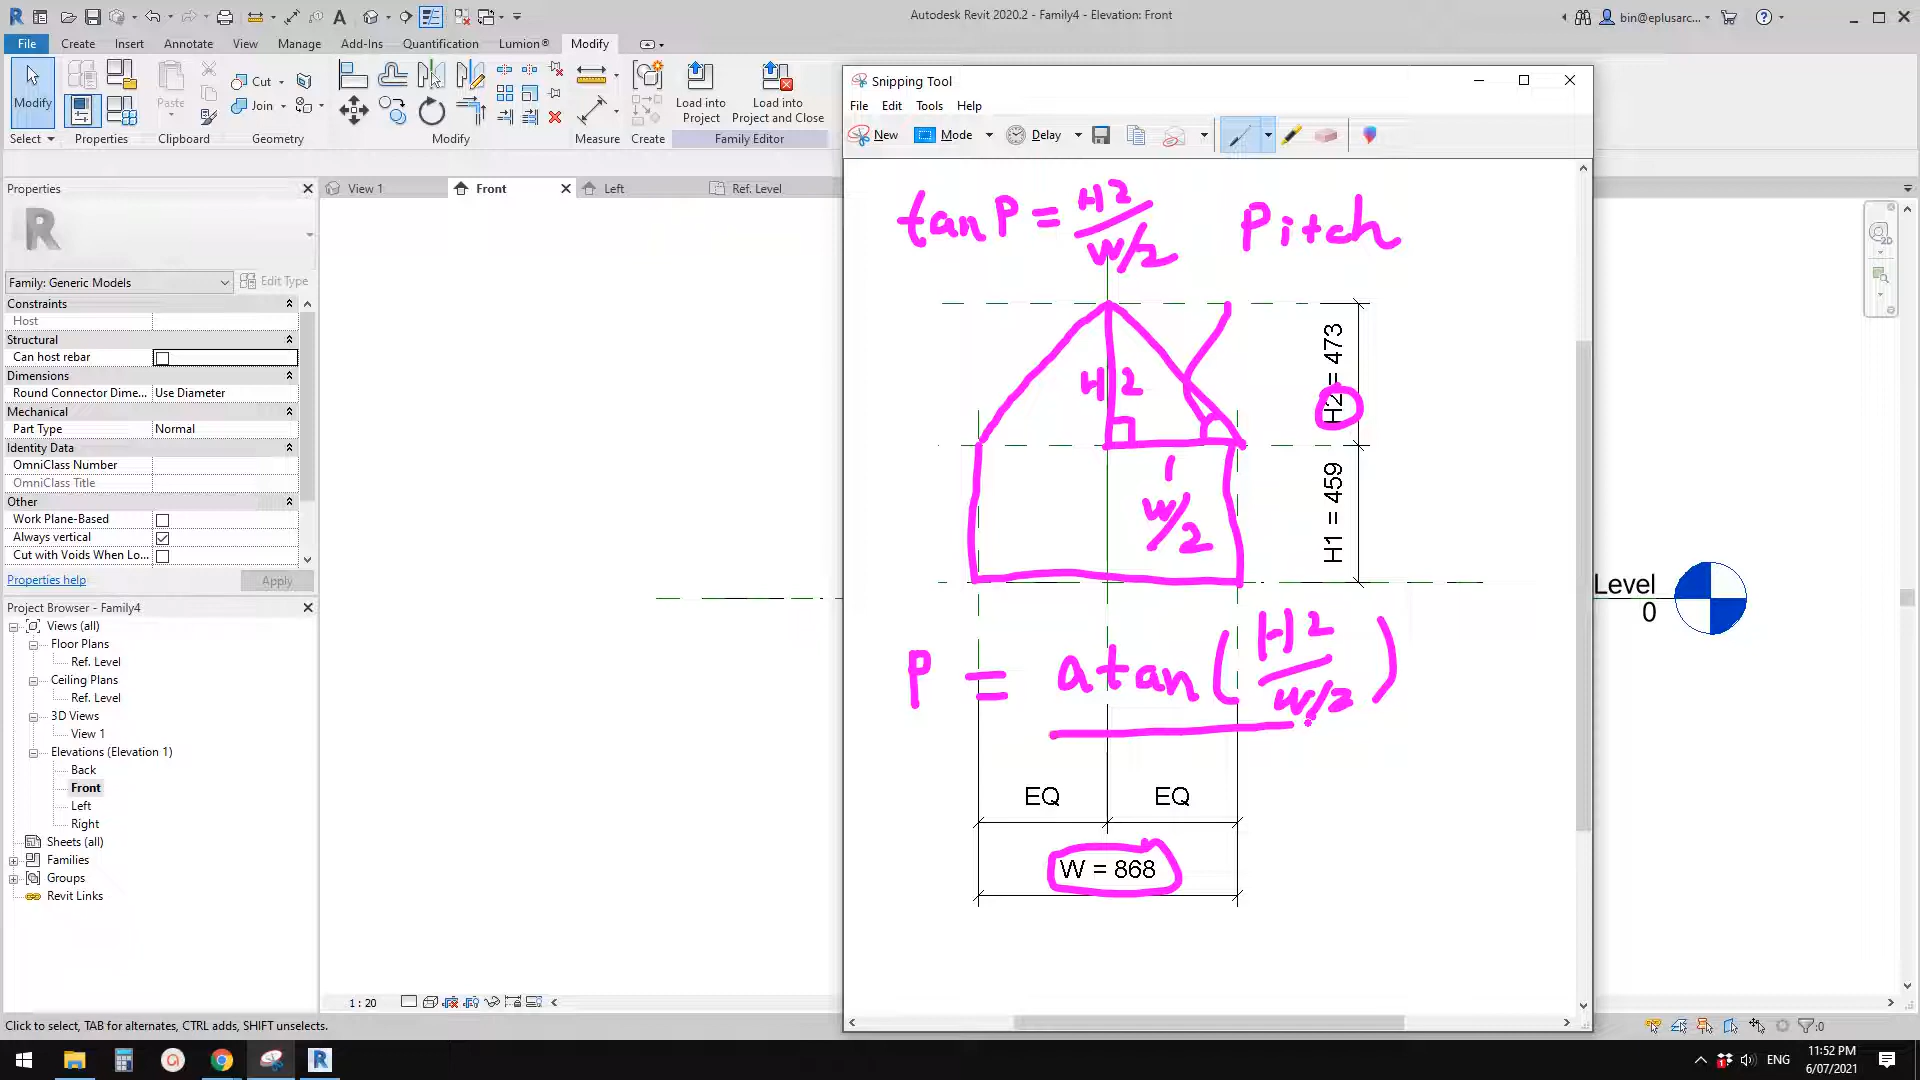 Autodesk Revit 2020.2 - Family4 - Elevation: Front
bin@eplusarc...
File Create Insert Annotate View Manage Add-Ins Quantification Lumion® Modify
Modify
Paste
Cut
Join
Load into
Project
Load into
Project and Close
Select Properties Clipboard Geometry Modify Measure Create Family Editor
Properties
View 1
Front
Left
Ref. Level
R
Family: Generic Models
Edit Type
Constraints
Host
Structural
Can host rebar
Dimensions
Round Connector Dime... Use Diameter
Mechanical
Part Type Normal
Identity Data
OmniClass Number
OmniClass Title
Other
Work Plane-Based
Always vertical
Cut with Voids When Lo...
Properties help
Apply
Project Browser - Family4
Views (all)
Floor Plans
Ref. Level
Ceiling Plans
Ref. Level
3D Views
View 1
Elevations (Elevation 1)
Back
Front
Left
Right
Sheets (all)
Families
Groups
Revit Links
1 : 20
Snipping Tool
File Edit Tools Help
New Mode Delay
tan P = H2
W/2
Pitch
H2
W/2
H2 = 473
H1 = 459
P = atan ( H2
W/2 )
EQ EQ
W = 868
Level
0
2D
Click to select, TAB for alternates, CTRL adds, SHIFT unselects.
:0
ENG
11:52 PM
6/07/2021